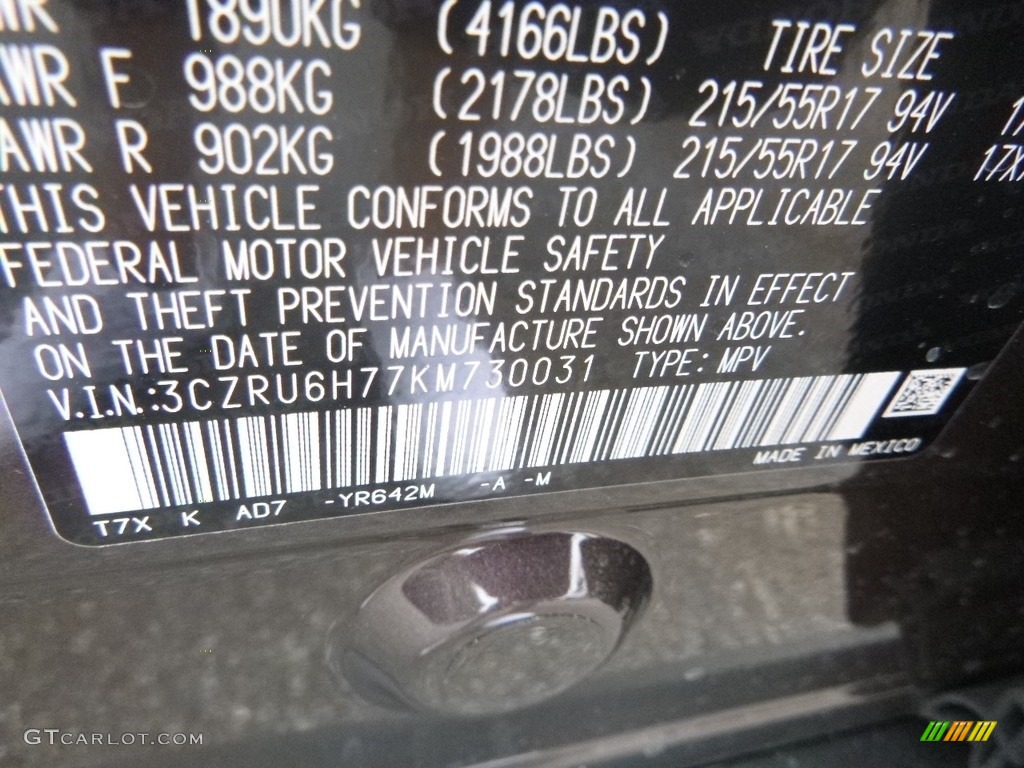 1890KG (4166LBS) TIRE SIZE
F 988KG (2178LBS) 215/55R17 94V
AWR R 902KG (1988LBS) 215/55R17 94V 17X
THIS VEHICLE CONFORMS TO ALL APPLICABLE
FEDERAL MOTOR VEHICLE SAFETY
AND THEFT PREVENTION STANDARDS IN EFFECT
ON THE DATE OF MANUFACTURE SHOWN ABOVE.
V.I.N.:3CZRU6H77KM730031 TYPE: MPV
MADE IN MEXICO
T7X K AD7 -YR642M -A -M
GTCARLOT.COM